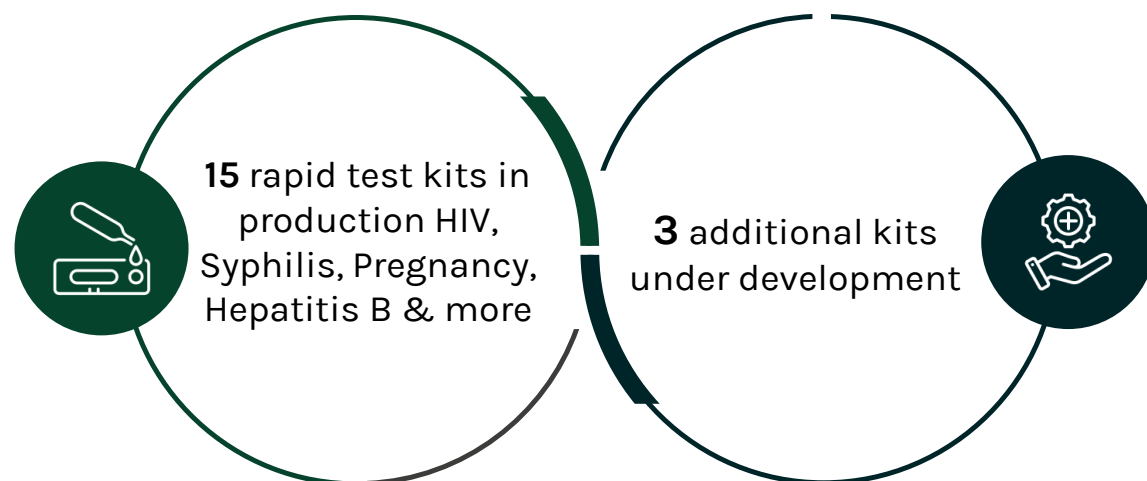 15 rapid test kits in
production HIV,
Syphilis, Pregnancy,
Hepatitis B & more
3 additional kits
under development